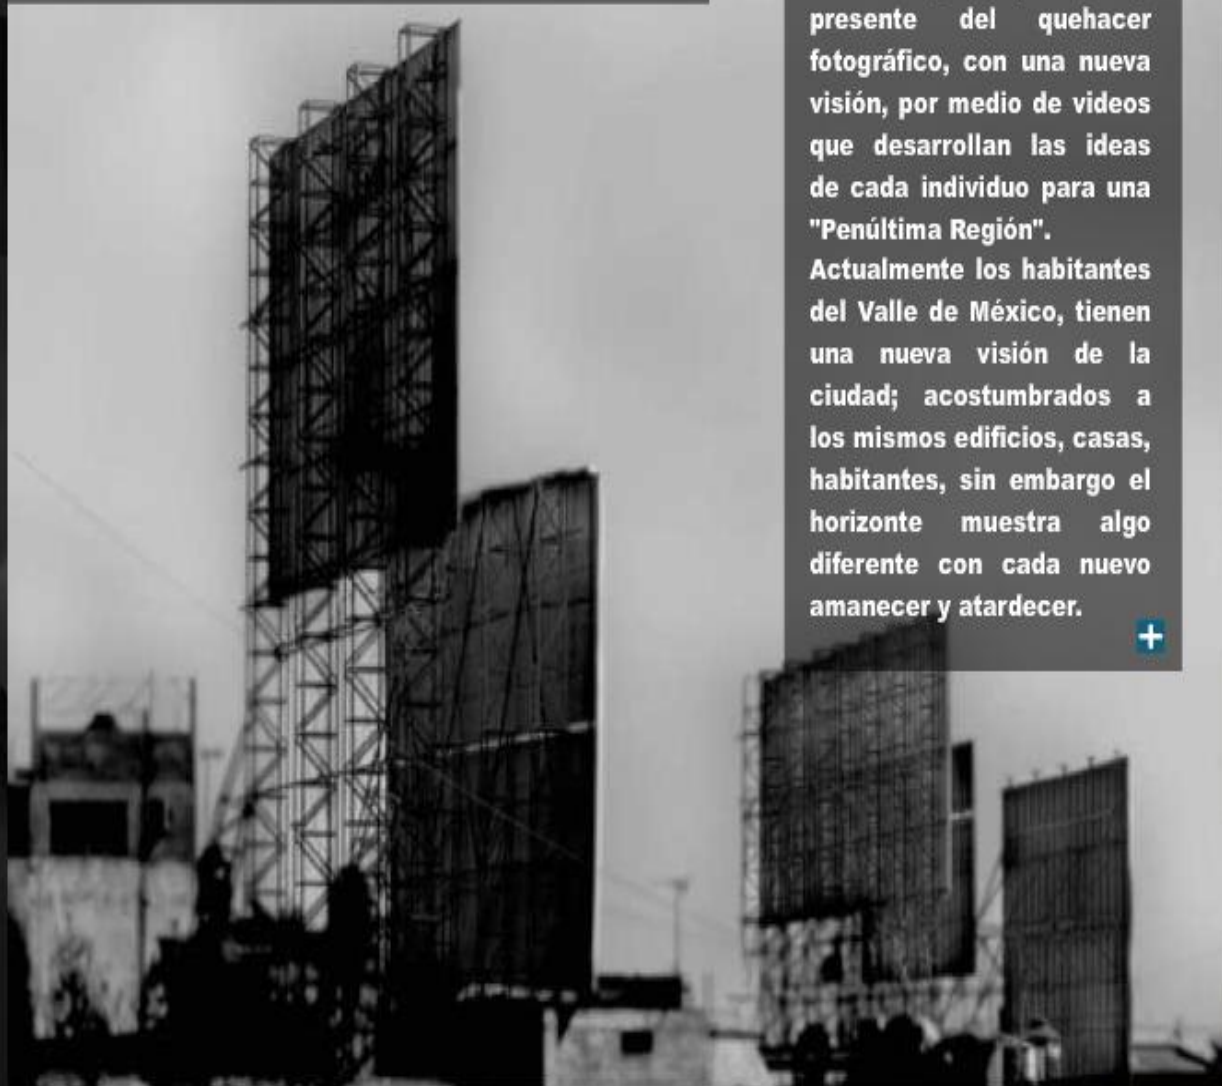 presente del quehacer
fotográfico, con una nueva
visión, por medio de videos
que desarrollan las ideas
de cada individuo para una
"Penúltima Región".
Actualmente los habitantes
del Valle de México, tienen
una nueva visión de la
ciudad; acostumbrados a
los mismos edificios, casas,
habitantes, sin embargo el
horizonte muestra algo
diferente con cada nuevo
amanecer y atardecer.